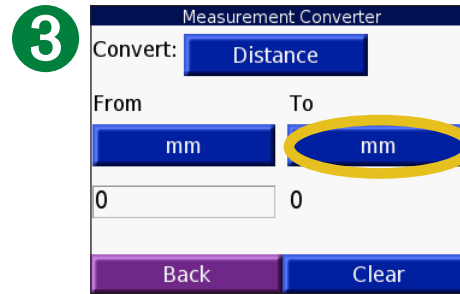 3
Measurement Converter
Convert: Distance
From To
mm mm
0 0
Back Clear